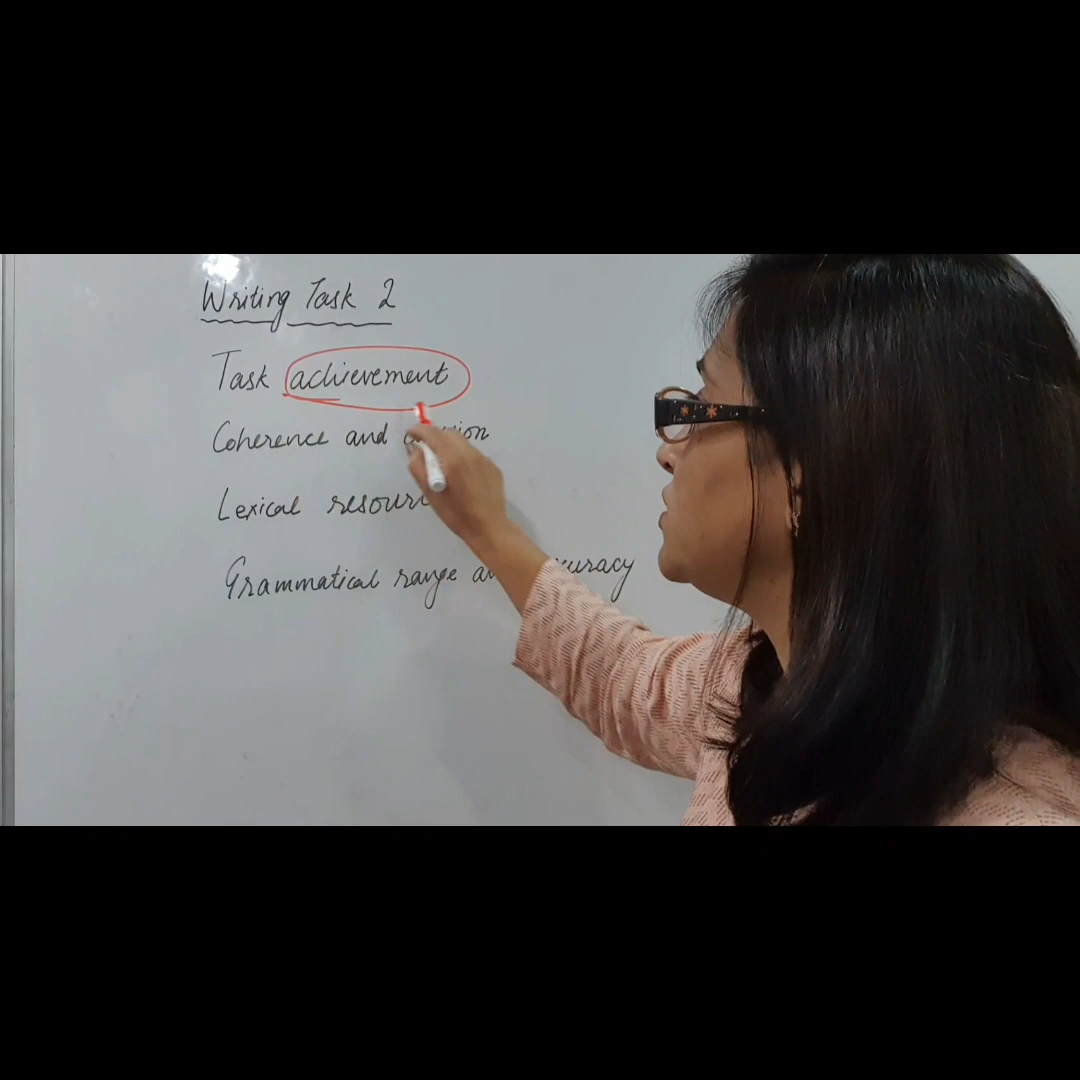 Writing Task 2
Task achievement
Coherence and
Lexical
Grammatical range